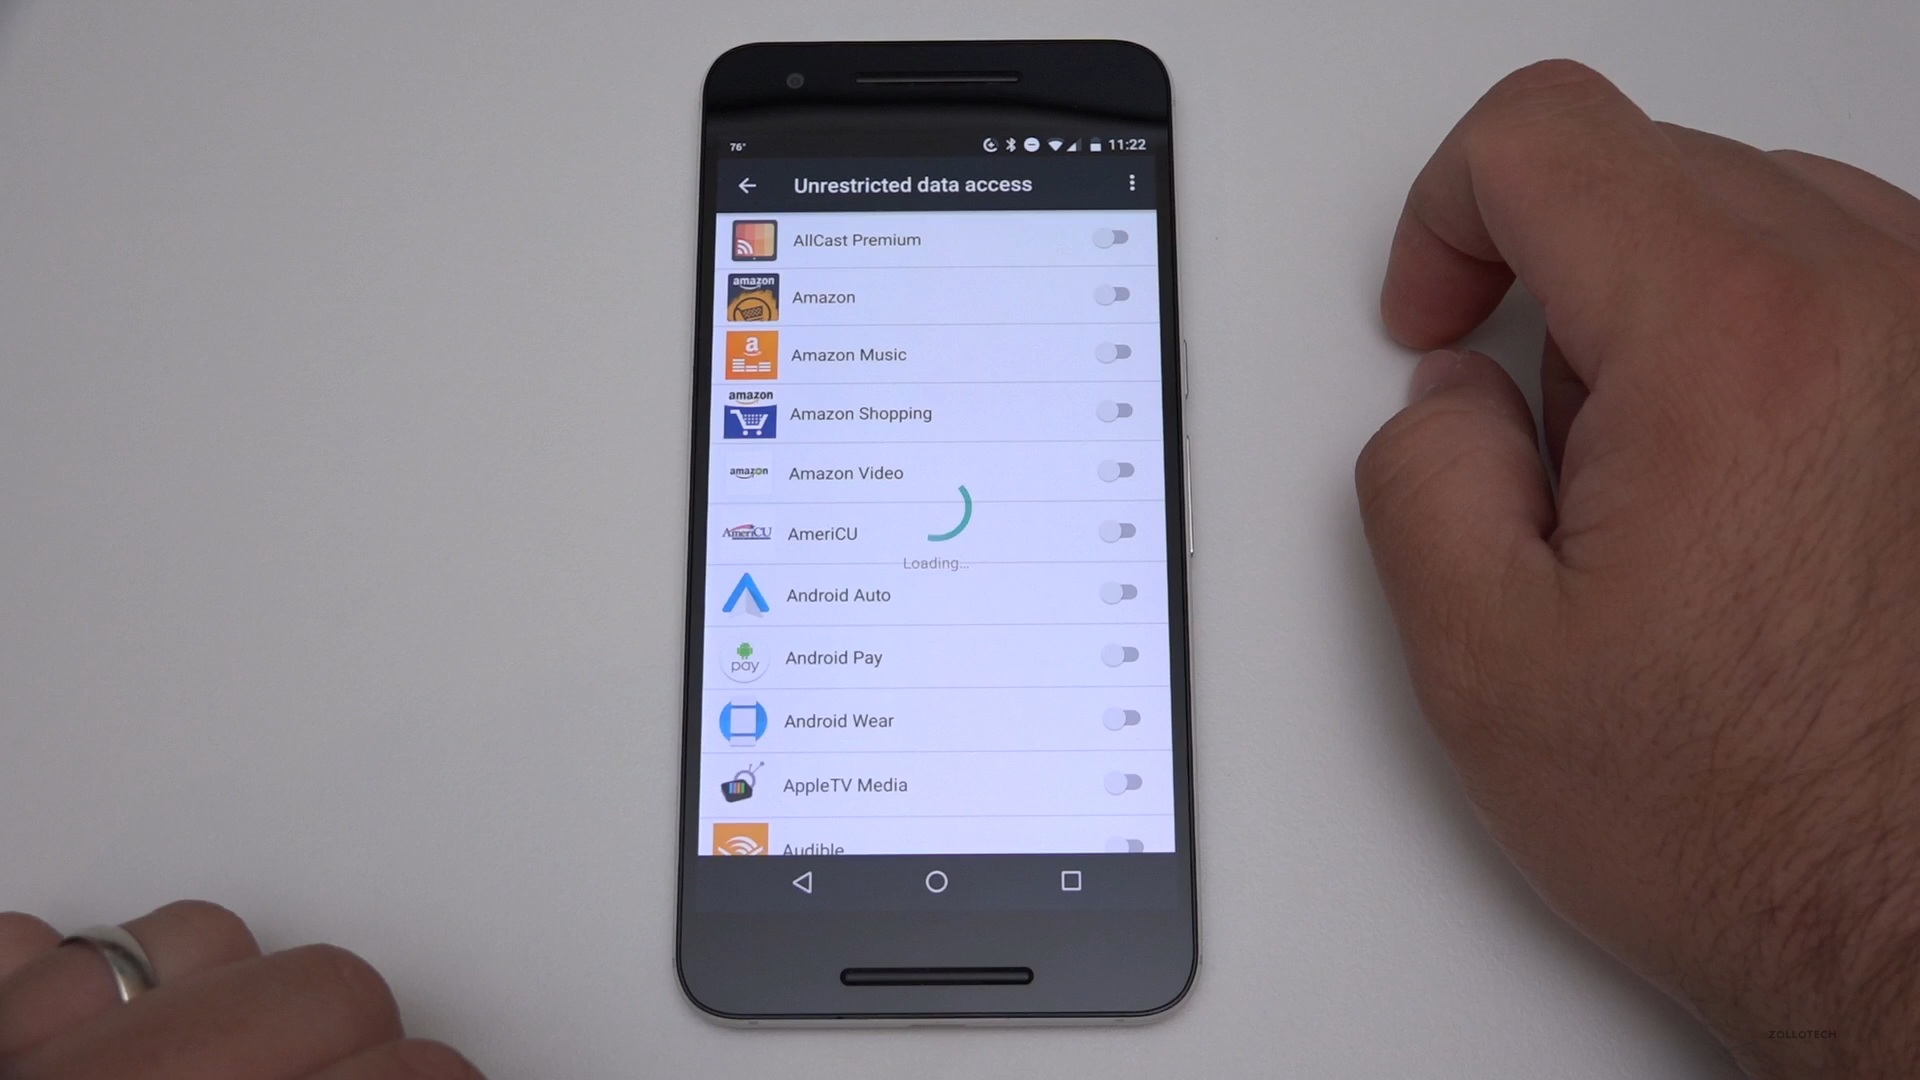 76°
11:22
Unrestricted data access
AllCast Premium
amazon
Amazon
a
Amazon Music
amazon
Amazon Shopping
amazon
Amazon Video
AmeriCU
AmeriCU
Loading...
Android Auto
pay
Android Pay
Android Wear
AppleTV Media
Audible
ZOLLOTECH